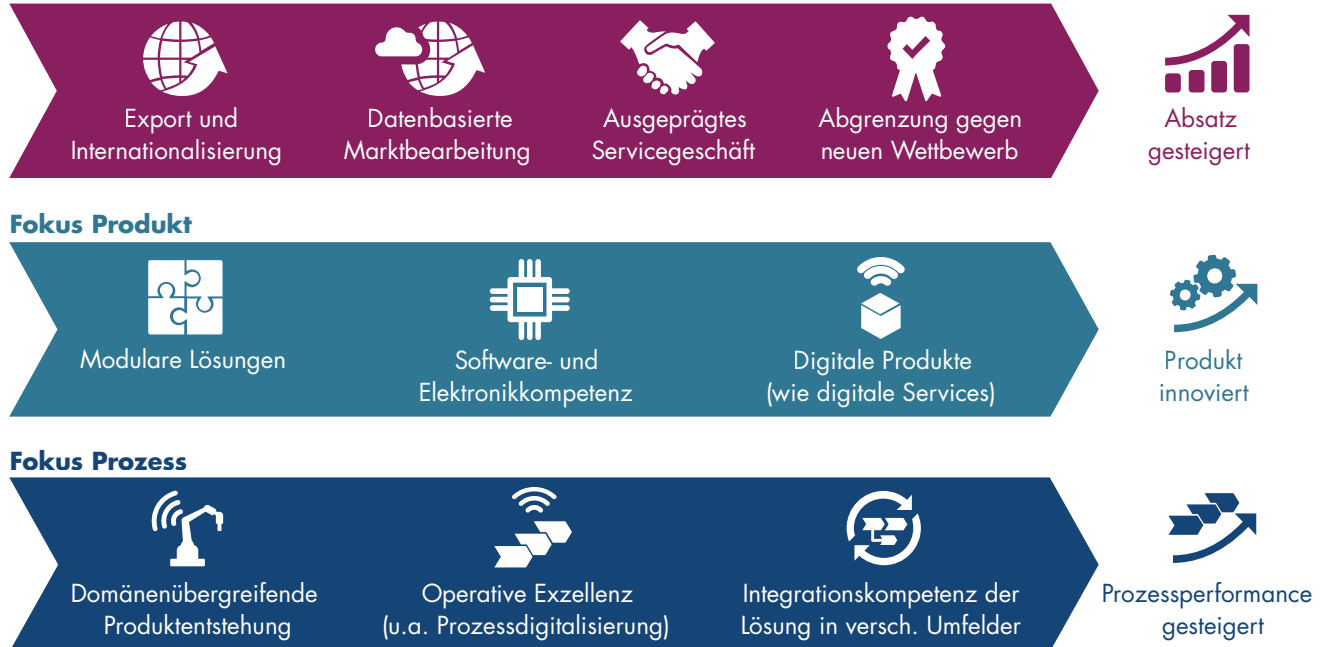 Export und
Internationalisierung
Datenbasierte
Marktbearbeitung
Ausgeprägtes
Servicegeschäft
Abgrenzung gegen
neuen Wettbewerb
Absatz
gesteigert
Fokus Produkt
Modulare Lösungen
Software- und
Elektronikkompetenz
Digitale Produkte
(wie digitale Services)
Produkt
innoviert
Fokus Prozess
Domänenübergreifende
Produktentstehung
Operative Exzellenz
(u.a. Prozessdigitalisierung)
Integrationskompetenz der
Lösung in versch. Umfelder
Prozessperformance
gesteigert